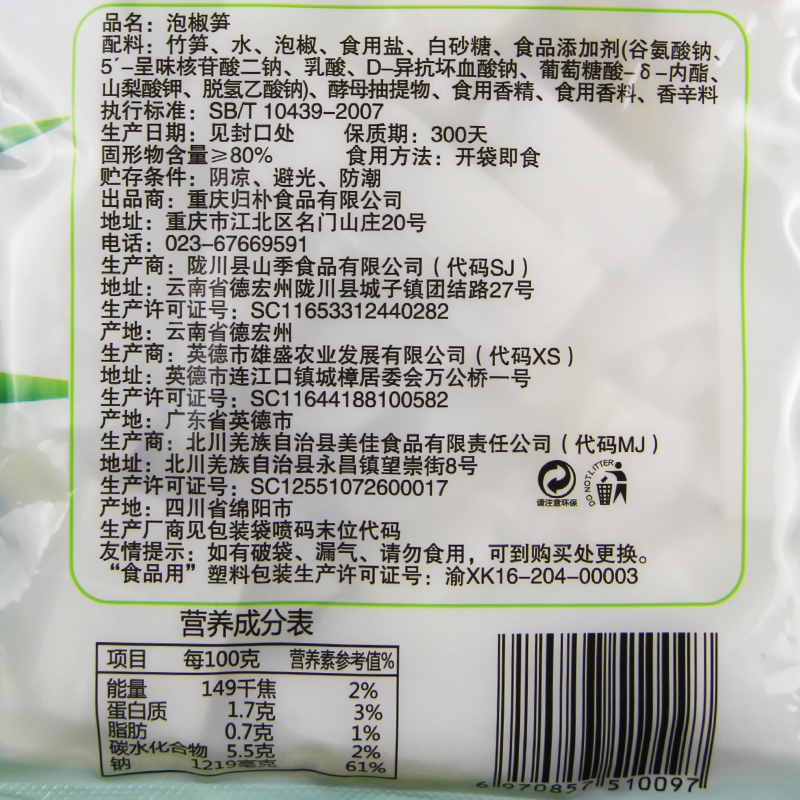 品名：泡椒笋
配料：竹笋、水、泡椒、食用盐、白砂糖、食品添加剂(谷氨酸钠、
5´-呈味核苷酸二钠、乳酸、D-异抗坏血酸钠、葡萄糖酸-δ-内酯、
山梨酸钾、脱氢乙酸钠)、酵母抽提物、食用香精、食用香料、香辛料
执行标准：SB/T 10439-2007
生产日期：见封口处 保质期：300天
固形物含量≥80% 食用方法：开袋即食
贮存条件：阴凉、避光、防潮
出品商：重庆归朴食品有限公司
地址：重庆市江北区名门山庄20号
电话：023-67669591
生产商：陇川县山季食品有限公司（代码SJ）
地址：云南省德宏州陇川县城子镇团结路27号
生产许可证号：SC11653312440282
产地：云南省德宏州
生产商：英德市雄盛农业发展有限公司（代码XS）
地址：英德市连江口镇城樟居委会万公桥一号
生产许可证号：SC11644188100582
产地：广东省英德市
生产商：北川羌族自治县美佳食品有限责任公司（代码MJ）
地址：北川羌族自治县永昌镇望崇街8号
生产许可证号：SC12551072600017
产地：四川省绵阳市
请注意环保
DO NOT LITTER
生产厂商见包装袋喷码末位代码
友情提示：如有破袋、漏气、请勿食用，可到购买处更换。
“食品用”塑料包装生产许可证号：渝XK16-204-00003
营养成分表
项目 每100克 营养素参考值%
能量 149千焦 2%
蛋白质 1.7克 3%
脂肪 0.7克 1%
碳水化合物 5.5克 2%
钠 1219毫克 61%
6 970857 510097